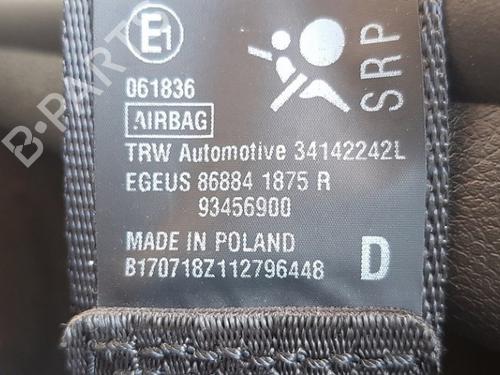 E1
SRP
061836
AIRBAG
TRW Automotive 34142242L
EGEUS 86884 1875 R
93456900
MADE IN POLAND
B170718Z112796448
D
B-PARTS